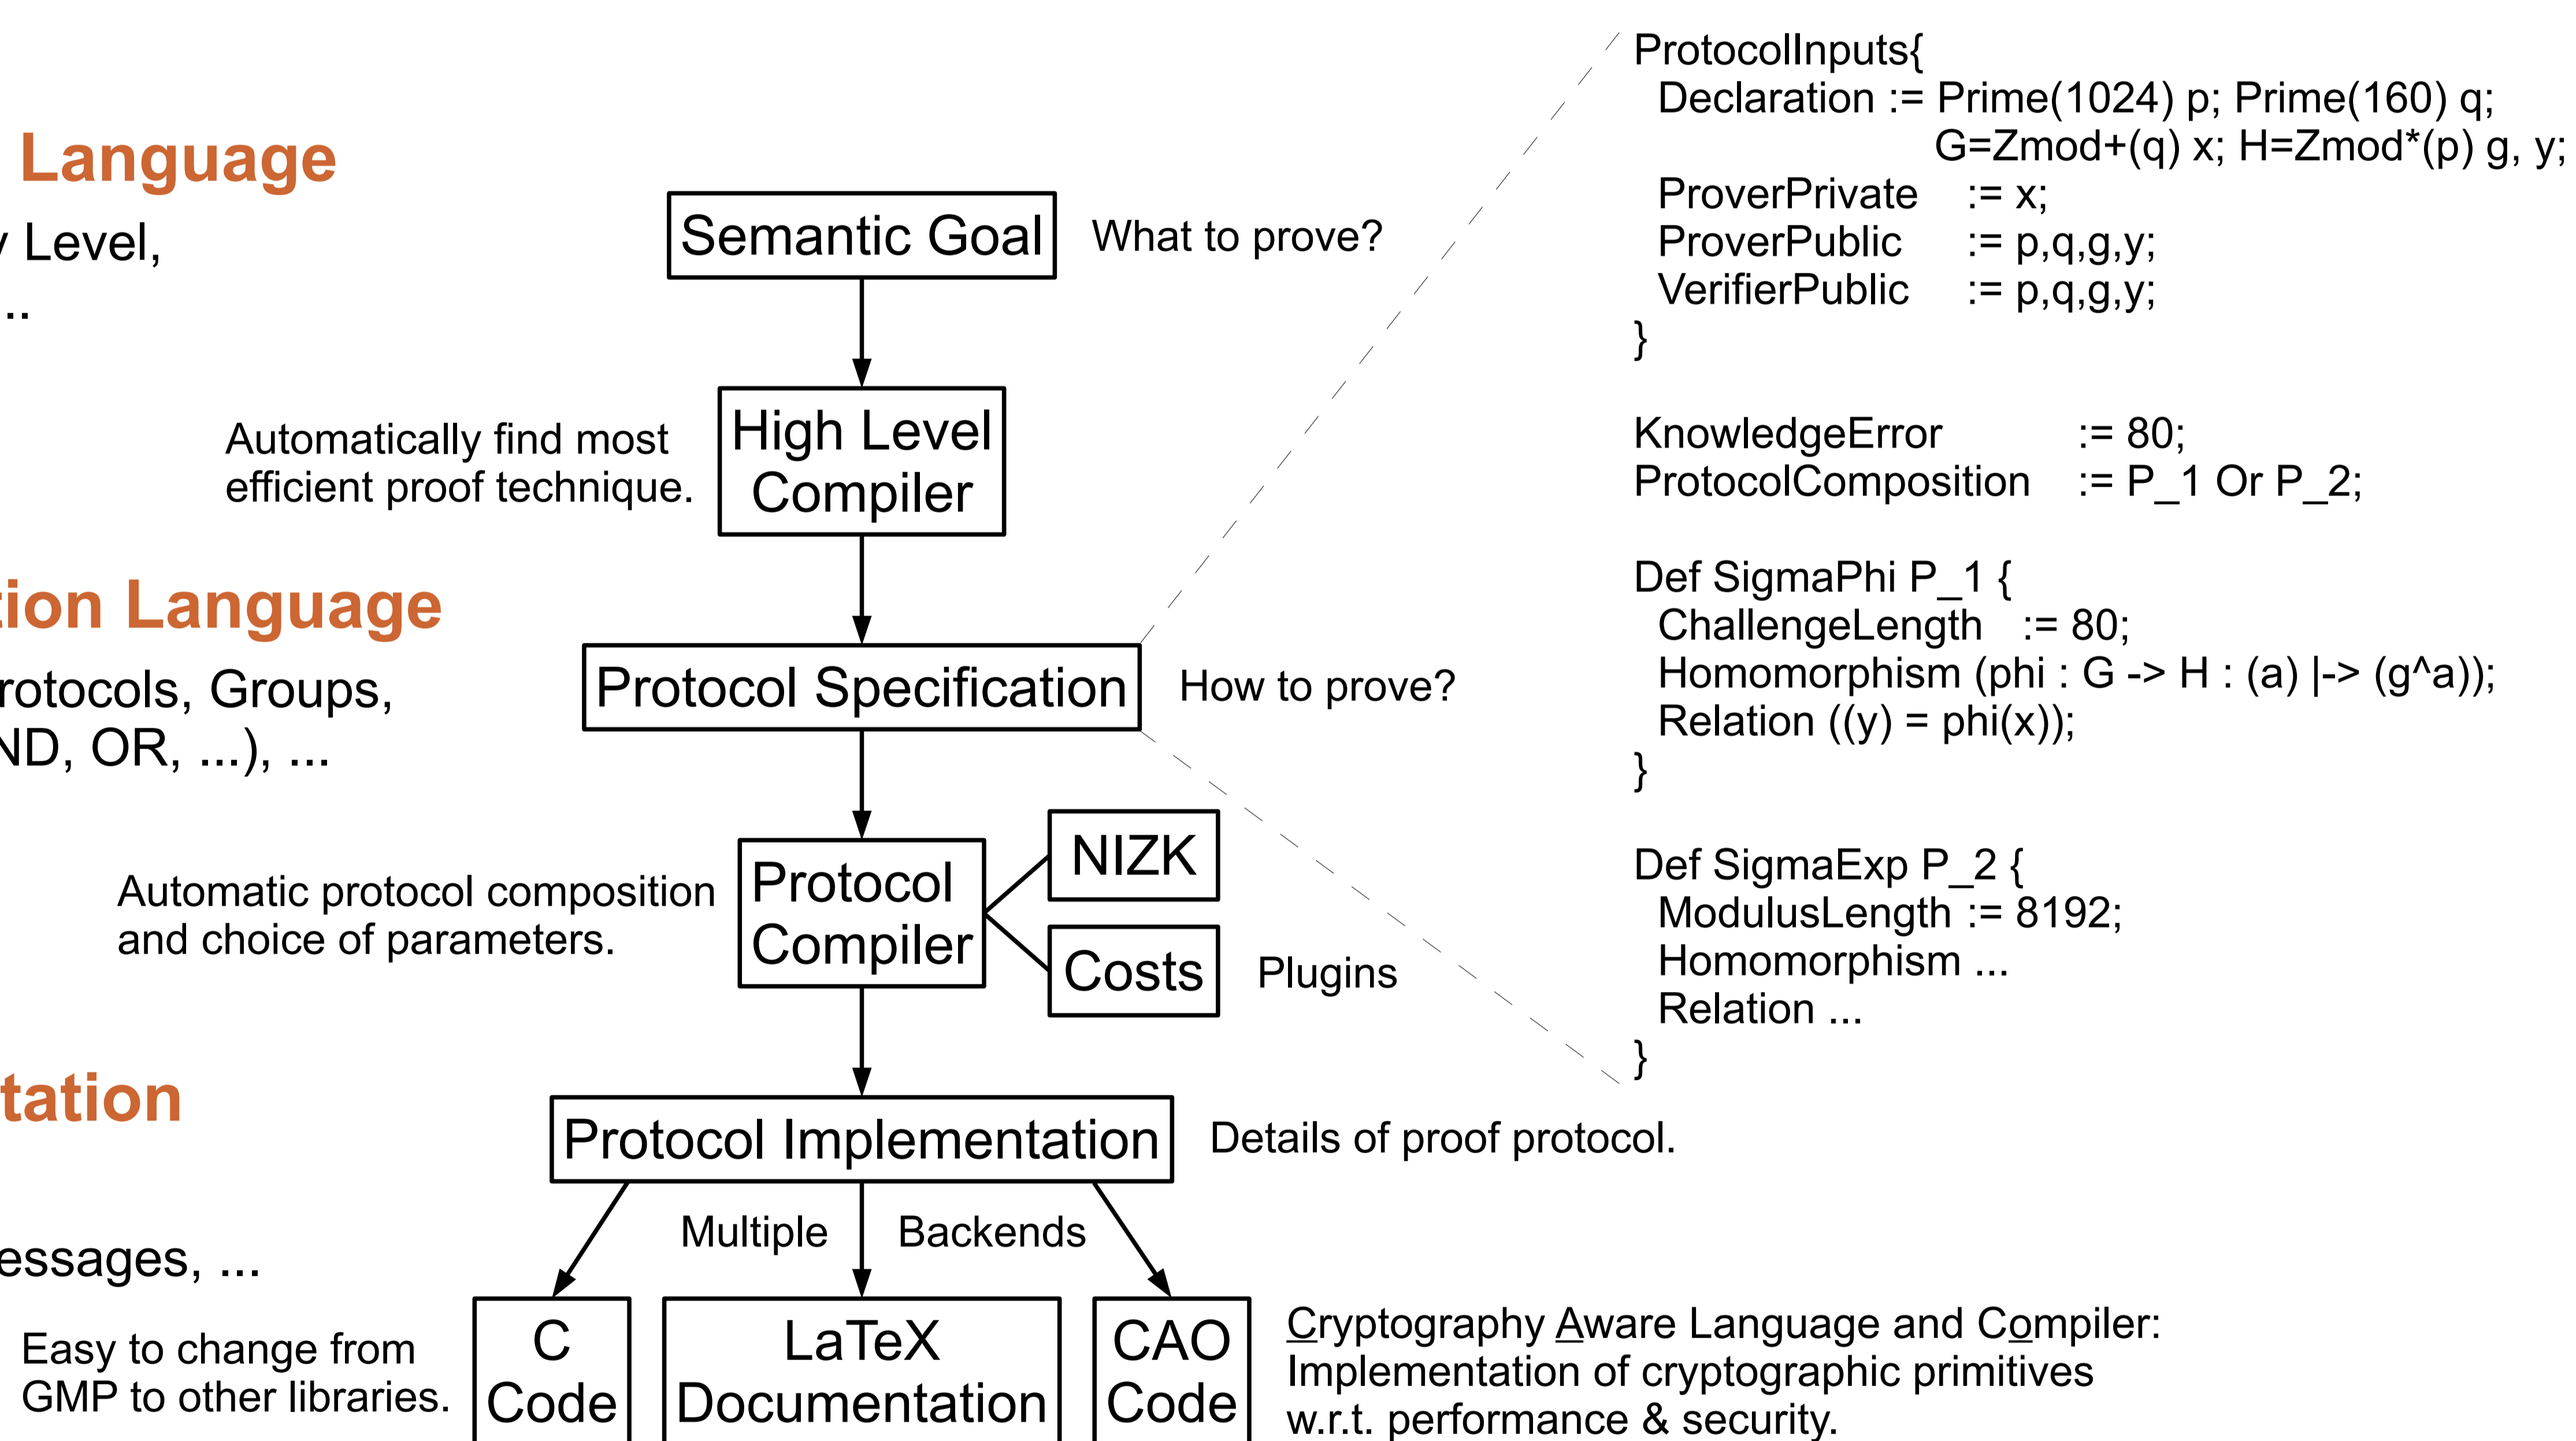 Language
Level,
...
Semantic Goal
What to prove?
Automatically find most
efficient proof technique.
High Level
Compiler
tion Language
rotocols, Groups,
ND, OR, ...), ...
Protocol Specification
How to prove?
Automatic protocol composition
and choice of parameters.
Protocol
Compiler
NIZK
Costs
Plugins
tation
Protocol Implementation
Details of proof protocol.
Multiple
Backends
essages, ...
Easy to change from
GMP to other libraries.
C
Code
LaTeX
Documentation
CAO
Code
Cryptography Aware Language and Compiler:
Implementation of cryptographic primitives
w.r.t. performance & security.
ProtocolInputs{
Declaration := Prime(1024) p; Prime(160) q;
G=Zmod+(q) x; H=Zmod*(p) g, y;
ProverPrivate := x;
ProverPublic := p,q,g,y;
VerifierPublic := p,q,g,y;
}
KnowledgeError := 80;
ProtocolComposition := P_1 Or P_2;
Def SigmaPhi P_1 {
ChallengeLength := 80;
Homomorphism (phi : G -> H : (a) |-> (g^a));
Relation ((y) = phi(x));
}
Def SigmaExp P_2 {
ModulusLength := 8192;
Homomorphism ...
Relation ...
}